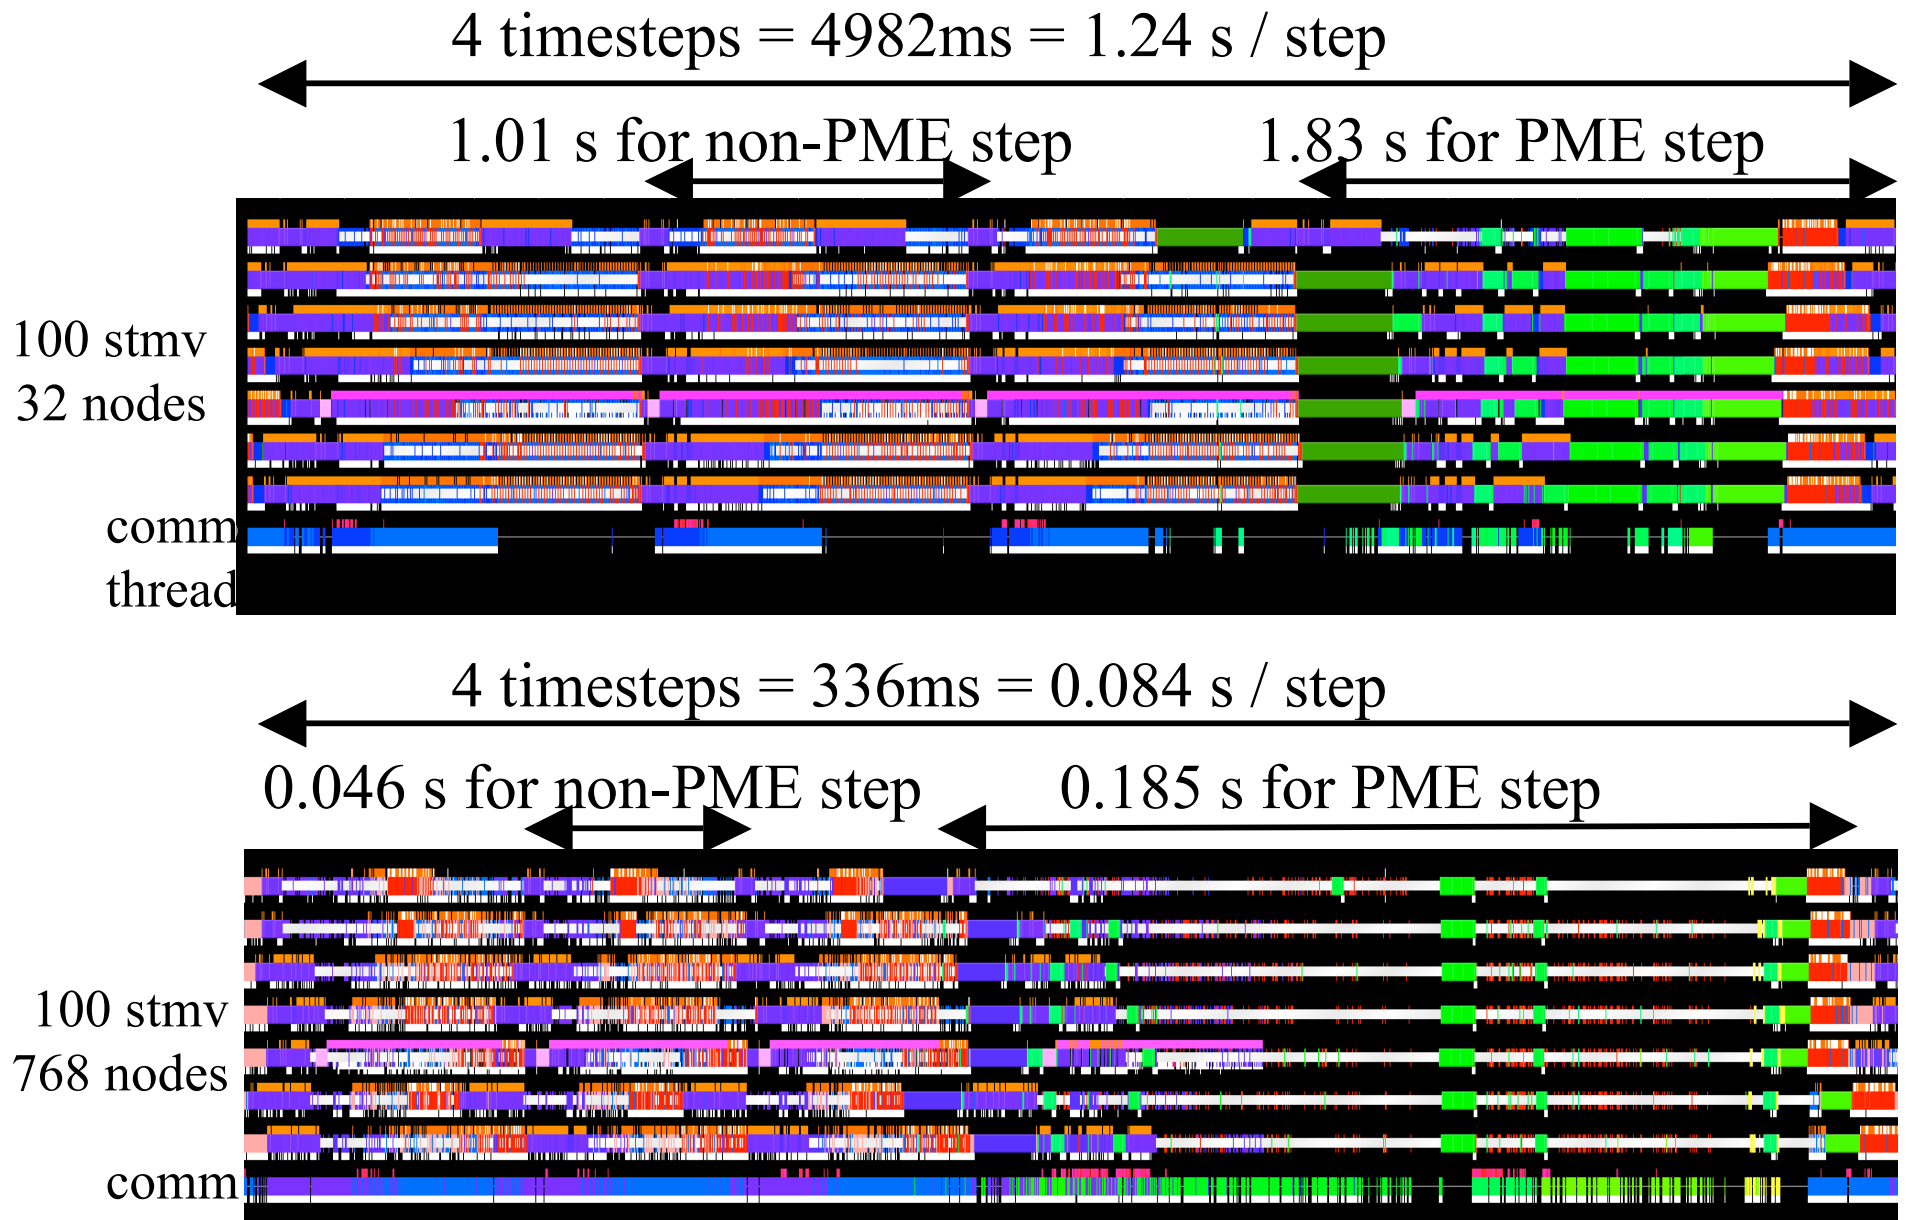 4 timesteps = 4982ms = 1.24 s / step
1.01 s for non-PME step
1.83 s for PME step
100 stmv
32 nodes
comm
thread
4 timesteps = 336ms = 0.084 s / step
0.046 s for non-PME step
0.185 s for PME step
100 stmv
768 nodes
comm